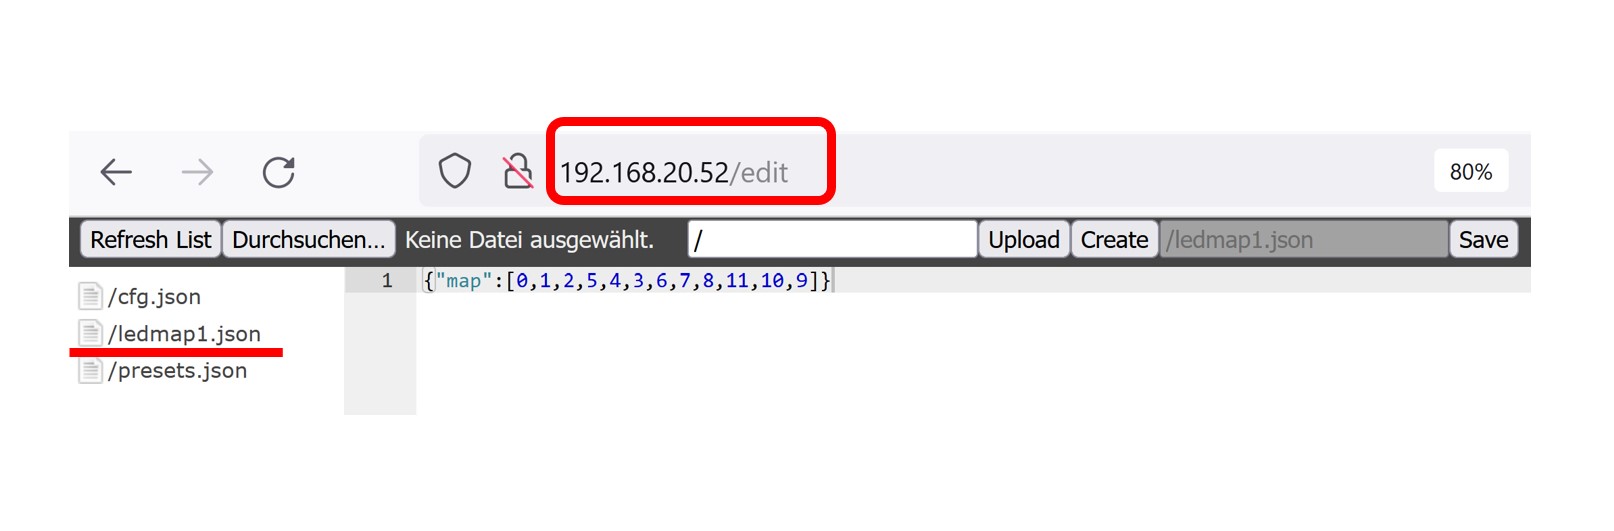 192.168.20.52/edit
80%
Refresh List Durchsuchen... Keine Datei ausgewählt. / Upload Create /ledmap1.json Save
/cfg.json
/ledmap1.json
/presets.json
1 {"map":[0,1,2,5,4,3,6,7,8,11,10,9]}